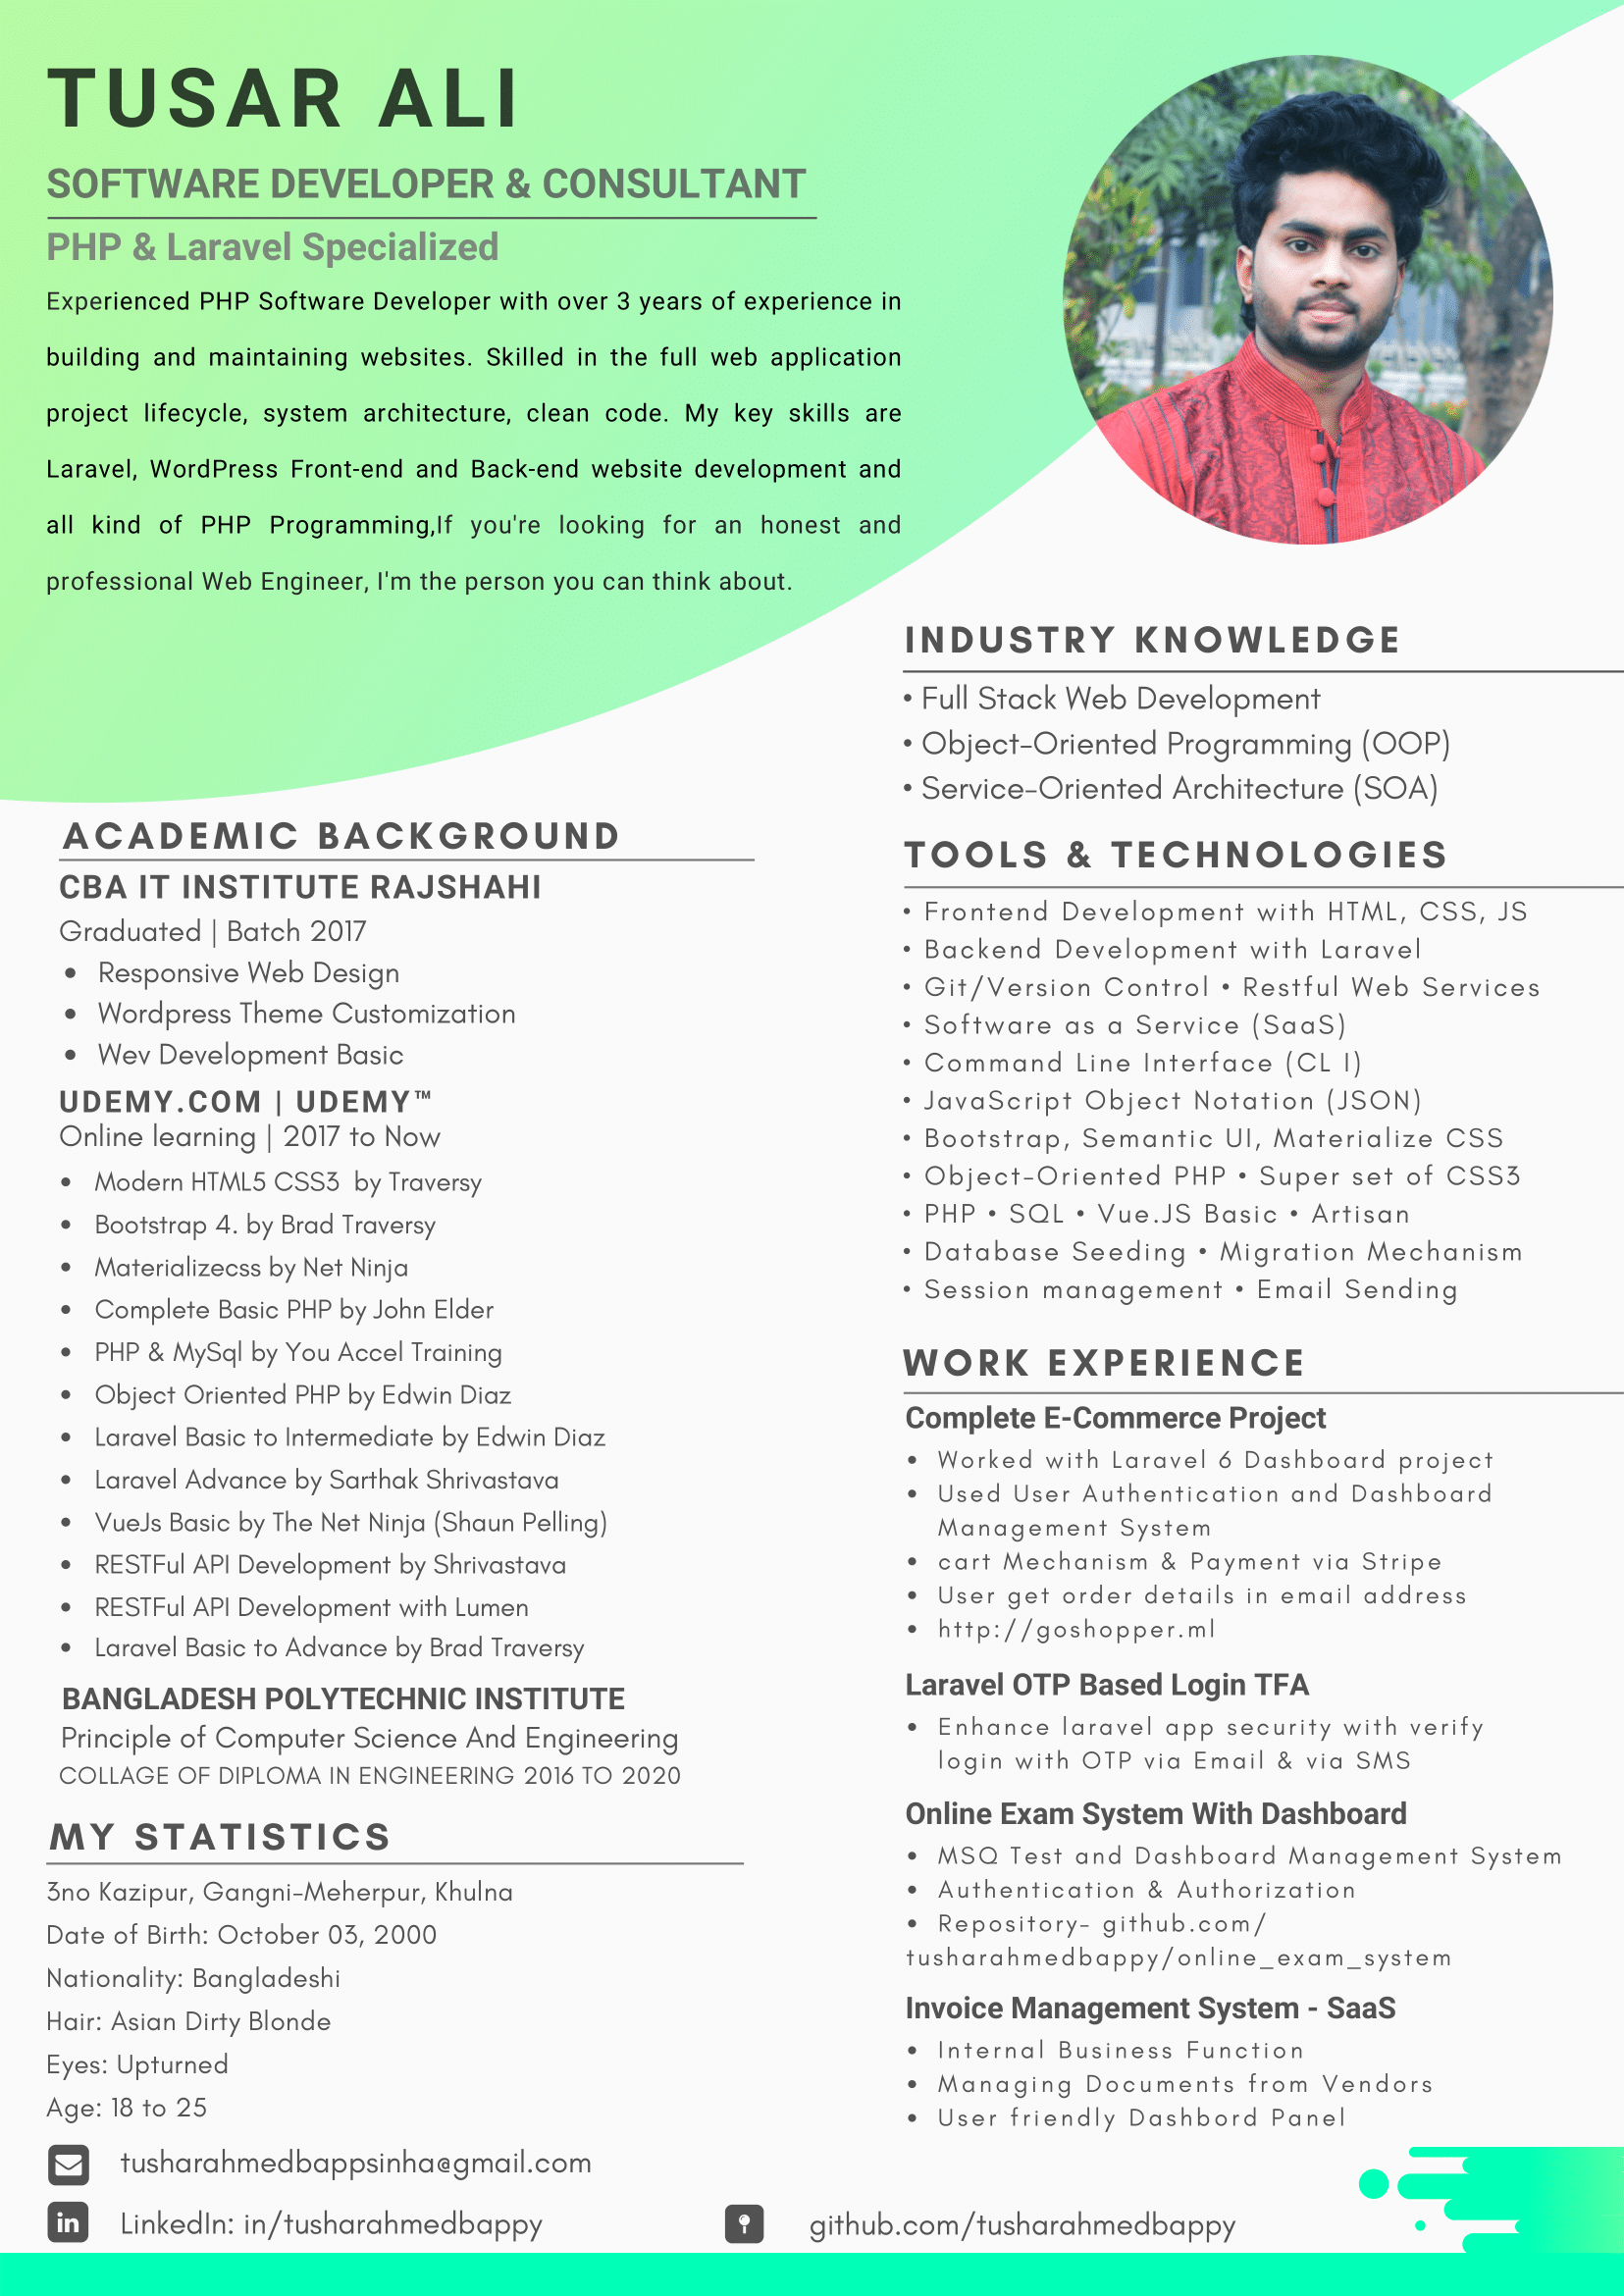 TUSAR ALI
SOFTWARE DEVELOPER & CONSULTANT
PHP & Laravel Specialized
Experienced PHP Software Developer with over 3 years of experience in
building and maintaining websites. Skilled in the full web application
project lifecycle, system architecture, clean code. My key skills are
Laravel, WordPress Front-end and Back-end website development and
all kind of PHP Programming,If you're looking for an honest and
professional Web Engineer, I'm the person you can think about.
ACADEMIC BACKGROUND
CBA IT INSTITUTE RAJSHAHI
Graduated | Batch 2017
• Responsive Web Design
• Wordpress Theme Customization
• Wev Development Basic
UDEMY.COM | UDEMY™
Online learning | 2017 to Now
• Modern HTML5 CSS3 by Traversy
• Bootstrap 4. by Brad Traversy
• Materializecss by Net Ninja
• Complete Basic PHP by John Elder
• PHP & MySql by You Accel Training
• Object Oriented PHP by Edwin Diaz
• Laravel Basic to Intermediate by Edwin Diaz
• Laravel Advance by Sarthak Shrivastava
• VueJs Basic by The Net Ninja (Shaun Pelling)
• RESTFul API Development by Shrivastava
• RESTFul API Development with Lumen
• Laravel Basic to Advance by Brad Traversy
BANGLADESH POLYTECHNIC INSTITUTE
Principle of Computer Science And Engineering
COLLAGE OF DIPLOMA IN ENGINEERING 2016 TO 2020
MY STATISTICS
3no Kazipur, Gangni-Meherpur, Khulna
Date of Birth: October 03, 2000
Nationality: Bangladeshi
Hair: Asian Dirty Blonde
Eyes: Upturned
Age: 18 to 25
tusharahmedbappsinha@gmail.com
LinkedIn: in/tusharahmedbappy
INDUSTRY KNOWLEDGE
• Full Stack Web Development
• Object-Oriented Programming (OOP)
• Service-Oriented Architecture (SOA)
TOOLS & TECHNOLOGIES
• Frontend Development with HTML, CSS, JS
• Backend Development with Laravel
• Git/Version Control • Restful Web Services
• Software as a Service (SaaS)
• Command Line Interface (CL I)
• JavaScript Object Notation (JSON)
• Bootstrap, Semantic UI, Materialize CSS
• Object-Oriented PHP • Super set of CSS3
• PHP • SQL • Vue.JS Basic • Artisan
• Database Seeding • Migration Mechanism
• Session management • Email Sending
WORK EXPERIENCE
Complete E-Commerce Project
• Worked with Laravel 6 Dashboard project
• Used User Authentication and Dashboard
Management System
• cart Mechanism & Payment via Stripe
• User get order details in email address
• http://goshopper.ml
Laravel OTP Based Login TFA
• Enhance laravel app security with verify
login with OTP via Email & via SMS
Online Exam System With Dashboard
• MSQ Test and Dashboard Management System
• Authentication & Authorization
• Repository- github.com/
tusharahmedbappy/online_exam_system
Invoice Management System - SaaS
• Internal Business Function
• Managing Documents from Vendors
• User friendly Dashbord Panel
github.com/tusharahmedbappy